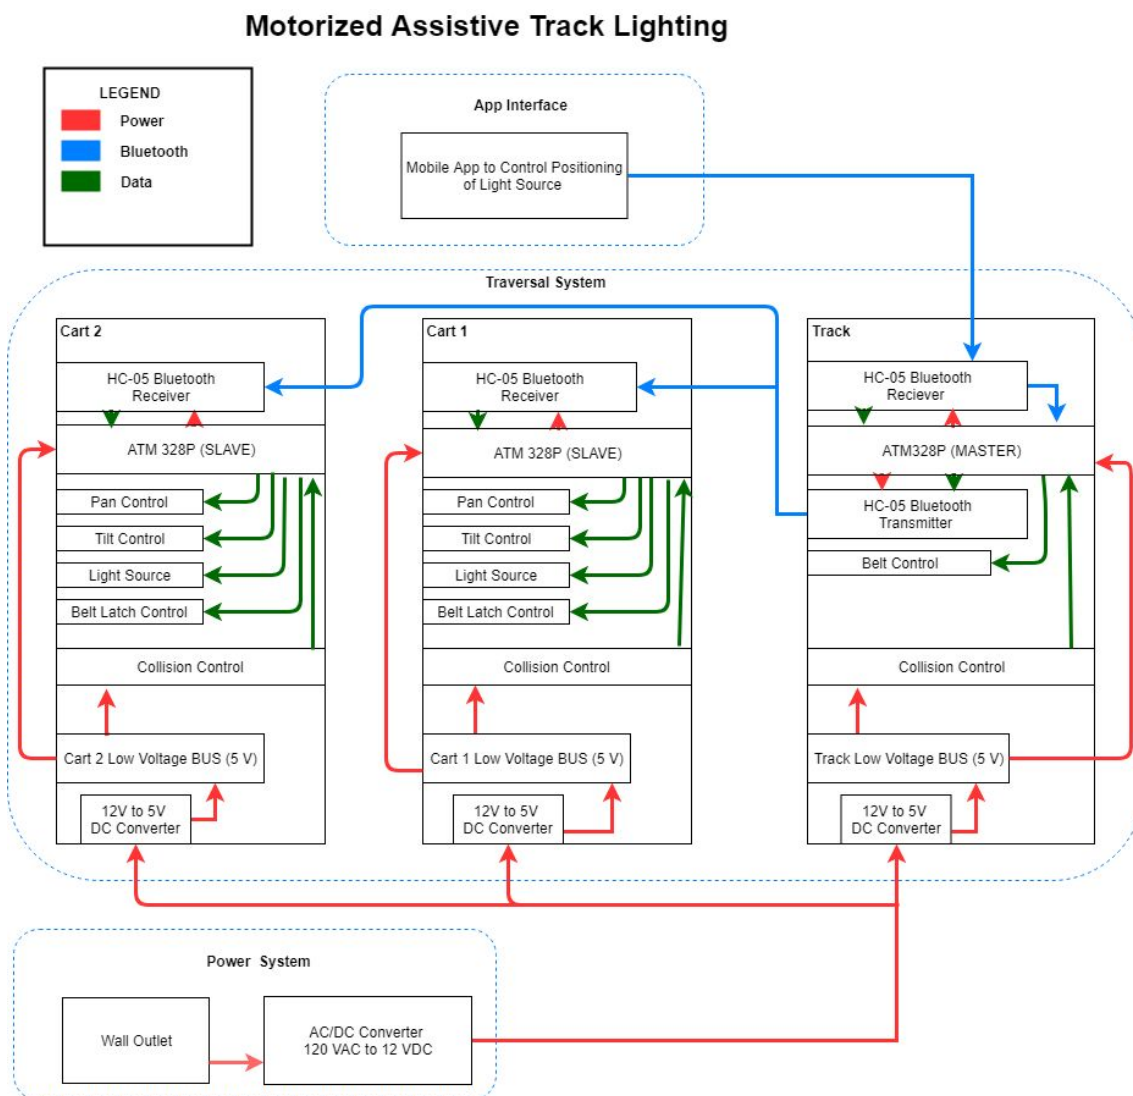 Motorized Assistive Track Lighting
LEGEND
Power
Bluetooth
Data
App Interface
Mobile App to Control Positioning
of Light Source
Traversal System
Cart 2
HC-05 Bluetooth
Receiver
ATM 328P (SLAVE)
Pan Control
Tilt Control
Light Source
Belt Latch Control
Collision Control
Cart 2 Low Voltage BUS (5 V)
12V to 5V
DC Converter
Cart 1
HC-05 Bluetooth
Receiver
ATM 328P (SLAVE)
Pan Control
Tilt Control
Light Source
Belt Latch Control
Collision Control
Cart 1 Low Voltage BUS (5 V)
12V to 5V
DC Converter
Track
HC-05 Bluetooth
Reciever
ATM328P (MASTER)
HC-05 Bluetooth
Transmitter
Belt Control
Collision Control
Track Low Voltage BUS (5 V)
12V to 5V
DC Converter
Power System
Wall Outlet
AC/DC Converter
120 VAC to 12 VDC